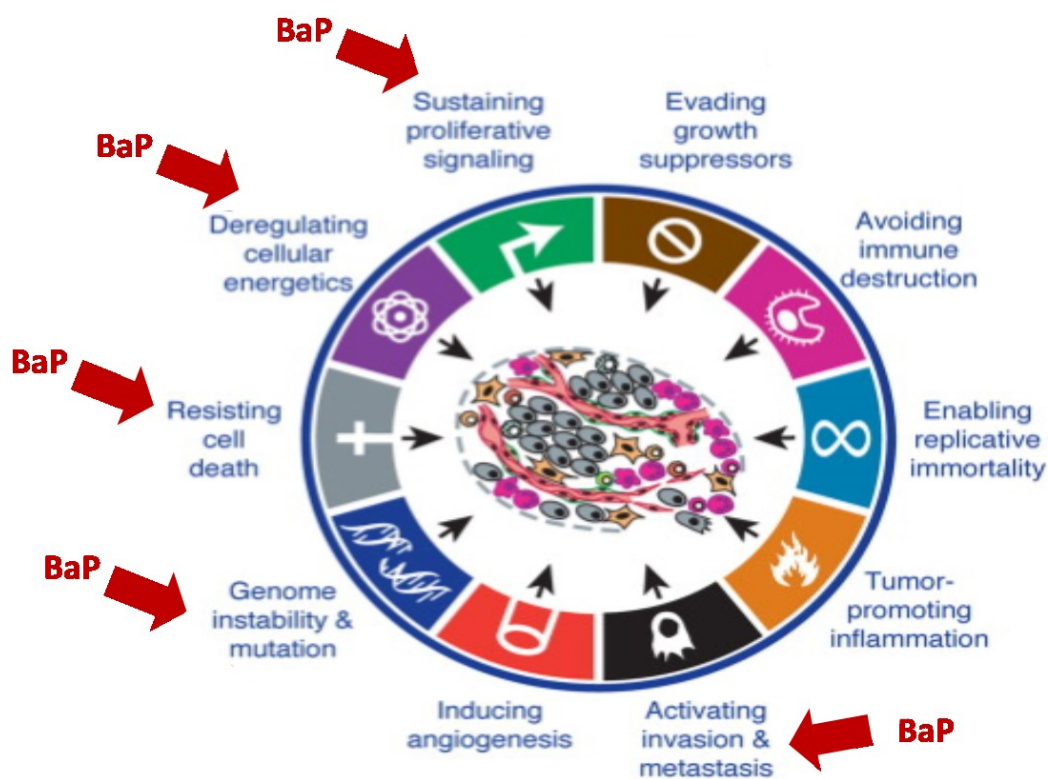 BaP
Sustaining
proliferative
signaling
Evading
growth
suppressors
BaP
Deregulating
cellular
energetics
Avoiding
immune
destruction
BaP
Resisting
cell
death
Enabling
replicative
immortality
BaP
Genome
instability &
mutation
Tumor-
promoting
inflammation
Inducing
angiogenesis
Activating
invasion &
metastasis
BaP